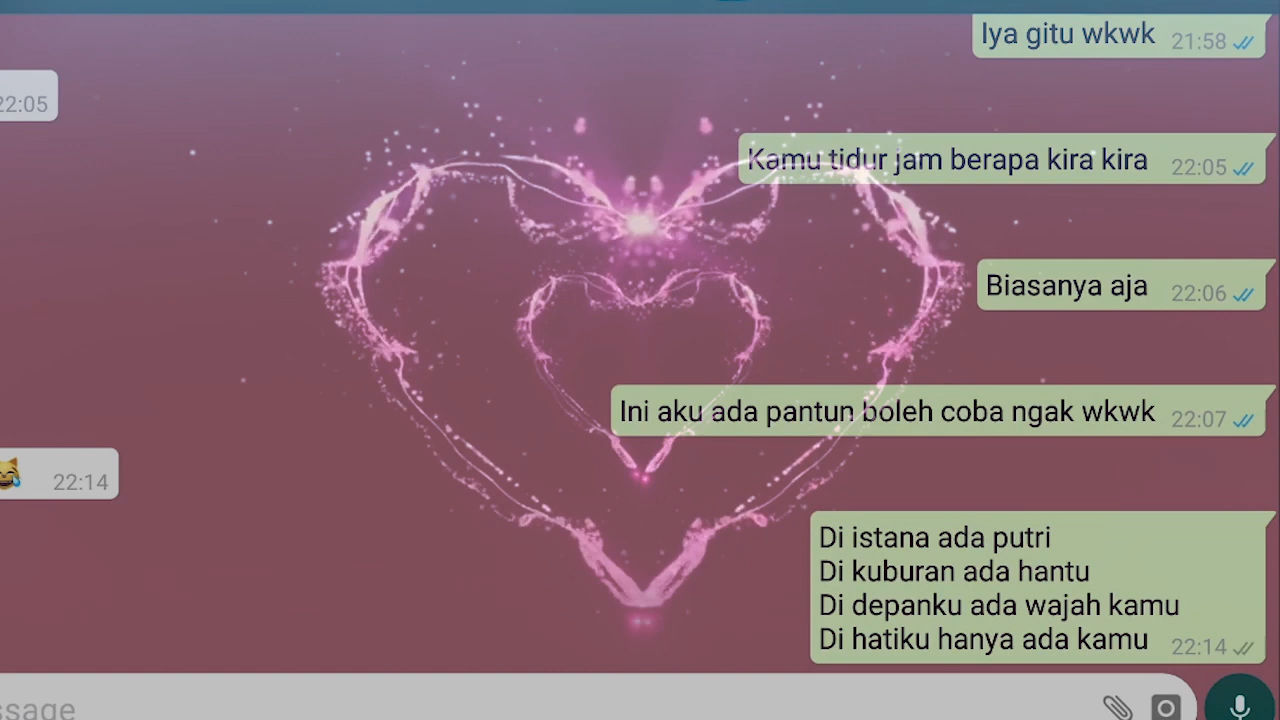 Iya gitu wkwk 21:58
22:05
Kamu tidur jam berapa kira kira 22:05
Biasanya aja 22:06
Ini aku ada pantun boleh coba ngak wkwk 22:07
22:14
Di istana ada putri
Di kuburan ada hantu
Di depanku ada wajah kamu
Di hatiku hanya ada kamu 22:14
ssage